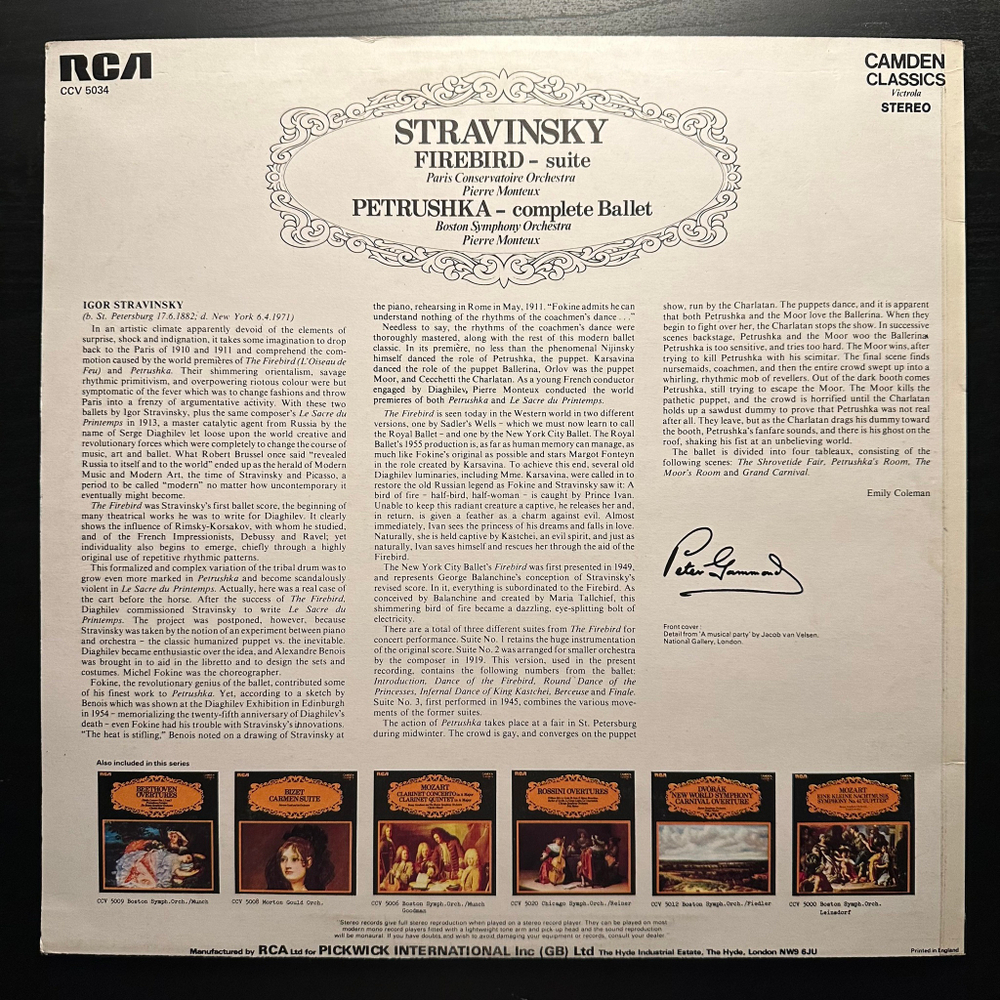 RCA
CCV 5034
CAMDEN
CLASSICS
Victrola
STEREO
STRAVINSKY
FIREBIRD – suite
Paris Conservatoire Orchestra
Pierre Monteux
PETRUSHKA – complete Ballet
Boston Symphony Orchestra
Pierre Monteux
IGOR STRAVINSKY
(b. St. Petersburg 17.6.1882; d. New York 6.4.1971)
In an artistic climate apparently devoid of the elements of
surprise, shock and indignation, it takes some imagination to drop
back to the Paris of 1910 and 1911 and comprehend the com-
motion caused by the world premières of The Firebird (L'Oiseau de
Feu) and Petrushka. Their shimmering orientalism, savage
rhythmic primitivism, and overpowering riotous colour were but
symptomatic of the fever which was to change fashions and throw
Paris into a frenzy of argumentative activity. With these two
ballets by Igor Stravinsky, plus the same composer's Le Sacre du
Printemps in 1913, a master catalytic agent from Russia by the
name of Serge Diaghilev let loose upon the world creative and
revolutionary forces which were completely to change the course of
music, art and ballet. What Robert Brussel once said "revealed
Russia to itself and to the world" ended up as the herald of Modern
Music and Modern Art, the time of Stravinsky and Picasso, a
period to be called "modern" no matter how uncontemporary it
eventually might become.
The Firebird was Stravinsky's first ballet score, the beginning of
many theatrical works he was to write for Diaghilev. It clearly
shows the influence of Rimsky-Korsakov, with whom he studied,
and of the French Impressionists, Debussy and Ravel; yet
individuality also begins to emerge, chiefly through a highly
original use of repetitive rhythmic patterns.
This formalized and complex variation of the tribal drum was to
grow even more marked in Petrushka and become scandalously
violent in Le Sacre du Printemps. Actually, here was a real case of
the cart before the horse. After the success of The Firebird,
Diaghilev commissioned Stravinsky to write Le Sacre du
Printemps. The project was postponed, however, because
Stravinsky was taken by the notion of an experiment between piano
and orchestra – the classic humanized puppet vs. the inevitable.
Diaghilev became enthusiastic over the idea, and Alexandre Benois
was brought in to aid in the libretto and to design the sets and
costumes. Michel Fokine was the choreographer.
Fokine, the revolutionary genius of the ballet, contributed some
of his finest work to Petrushka. Yet, according to a sketch by
Benois which was shown at the Diaghilev Exhibition in Edinburgh
in 1954 – memorializing the twenty-fifth anniversary of Diaghilev's
death – even Fokine had his trouble with Stravinsky's innovations.
"The heat is stifling," Benois noted on a drawing of Stravinsky at
the piano, rehearsing in Rome in May, 1911. "Fokine admits he can
understand nothing of the rhythms of the coachmen's dance . . ."
Needless to say, the rhythms of the coachmen's dance were
thoroughly mastered, along with the rest of this modern ballet
classic. In its première, no less than the phenomenal Nijinsky
himself danced the role of Petrushka, the puppet. Karsavina
danced the role of the puppet Ballerina, Orlov was the puppet
Moor, and Cecchetti the Charlatan. As a young French conductor
engaged by Diaghilev, Pierre Monteux conducted the world
premieres of both Petrushka and Le Sacre du Printemps.
The Firebird is seen today in the Western world in two different
versions, one by Sadler's Wells – which we must now learn to call
the Royal Ballet – and one by the New York City Ballet. The Royal
Ballet's 1955 production is, as far as human memory can manage, as
much like Fokine's original as possible and stars Margot Fonteyn
in the role created by Karsavina. To achieve this end, several old
Diaghilev luminaries, including Mme. Karsavina, were called in to
restore the old Russian legend as Fokine and Stravinsky saw it: A
bird of fire – half-bird, half-woman – is caught by Prince Ivan.
Unable to keep this radiant creature a captive, he releases her and,
in return, is given a feather as a charm against evil. Almost
immediately, Ivan sees the princess of his dreams and falls in love.
Naturally, she is held captive by Kastchei, an evil spirit, and just as
naturally, Ivan saves himself and rescues her through the aid of the
Firebird.
The New York City Ballet's Firebird was first presented in 1949,
and represents George Balanchine's conception of Stravinsky's
revised score. In it, everything is subordinated to the Firebird. As
conceived by Balanchine and created by Maria Tallchief, this
shimmering bird of fire became a dazzling, eye-splitting bolt of
electricity.
There are a total of three different suites from The Firebird for
concert performance. Suite No. 1 retains the huge instrumentation
of the original score. Suite No. 2 was arranged for smaller orchestra
by the composer in 1919. This version, used in the present
recording, contains the following numbers from the ballet:
Introduction, Dance of the Firebird, Round Dance of the
Princesses, Infernal Dance of King Kastchei, Berceuse and Finale.
Suite No. 3, first performed in 1945, combines the various move-
ments of the former suites.
The action of Petrushka takes place at a fair in St. Petersburg
during midwinter. The crowd is gay, and converges on the puppet
show, run by the Charlatan. The puppets dance, and it is apparent
that both Petrushka and the Moor love the Ballerina. When they
begin to fight over her, the Charlatan stops the show. In successive
scenes backstage, Petrushka and the Moor woo the Ballerina.
Petrushka is too sensitive, and tries too hard. The Moor wins, after
trying to kill Petrushka with his scimitar. The final scene finds
nursemaids, coachmen, and then the entire crowd swept up into a
whirling, rhythmic mob of revellers. Out of the dark booth comes
Petrushka, still trying to escape the Moor. The Moor kills the
pathetic puppet, and the crowd is horrified until the Charlatan
holds up a sawdust dummy to prove that Petrushka was not real
after all. They leave, but as the Charlatan drags his dummy toward
the booth, Petrushka's fanfare sounds, and there is his ghost on the
roof, shaking his fist at an unbelieving world.
The ballet is divided into four tableaux, consisting of the
following scenes: The Shrovetide Fair, Petrushka's Room, The
Moor's Room and Grand Carnival.
Emily Coleman
Peter Gammond
Front cover :
Detail from 'A musical party' by Jacob van Velsen.
National Gallery, London.
Also included in this series
BEETHOVEN
OVERTURES
BIZET
CARMEN SUITE
MOZART
CLARINET CONCERTO in A Major
CLARINET QUINTET in A Major
ROSSINI OVERTURES
DVOŘÁK
NEW WORLD SYMPHONY
CARNIVAL OVERTURE
MOZART
EINE KLEINE NACHTMUSIK
SYMPHONY No. 41 'JUPITER'
CCV 5009 Boston Symph.Orch./Munch
CCV 5008 Morton Gould Orch.
CCV 5006 Boston Symph.Orch./Munch
Goodman
CCV 5020 Chicago Symph.Orch./Reiner
CCV 5012 Boston Symph.Orch./Fiedler
CCV 5000 Boston Symph.Orch.
Leinsdorf
"Stereo records give full stereo reproduction when played on a stereo record player. They can be played on most
modern mono record players fitted with a lightweight tone arm and pick up head and the sound reproduction
will be monaural. If you have doubts and wish to avoid damaging your equipment or records, consult your dealer."
Manufactured by RCA Ltd for PICKWICK INTERNATIONAL Inc (GB) Ltd The Hyde Industrial Estate, The Hyde, London NW9 6JU
Printed in England